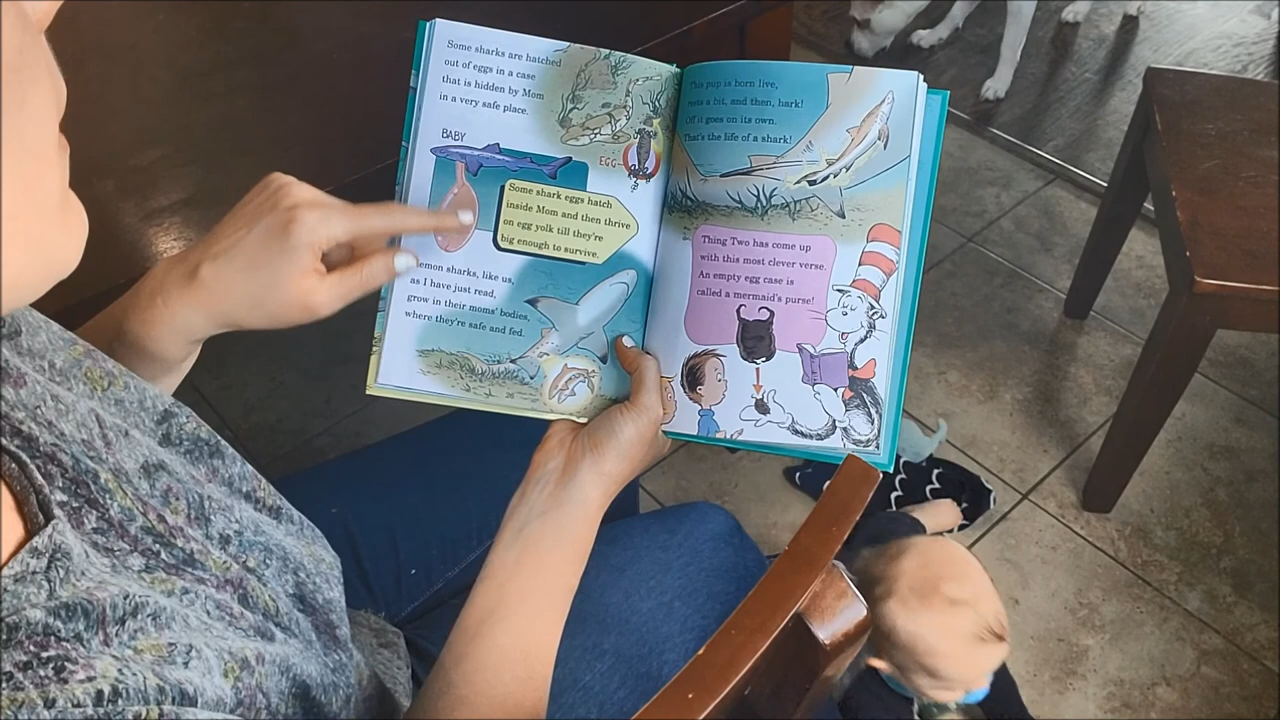 Some sharks are hatched
out of eggs in a case
that is hidden by Mom
in a very safe place.
BABY
EGG
Some shark eggs hatch
inside Mom and then thrive
on egg yolk till they're
big enough to survive.
emon sharks, like us,
as I have just read,
grow in their moms' bodies,
where they're safe and fed.
26
This pup is born live,
rests a bit, and then, hark!
Off it goes on its own.
That's the life of a shark!
Thing Two has come up
with this most clever verse.
An empty egg case is
called a mermaid's purse!